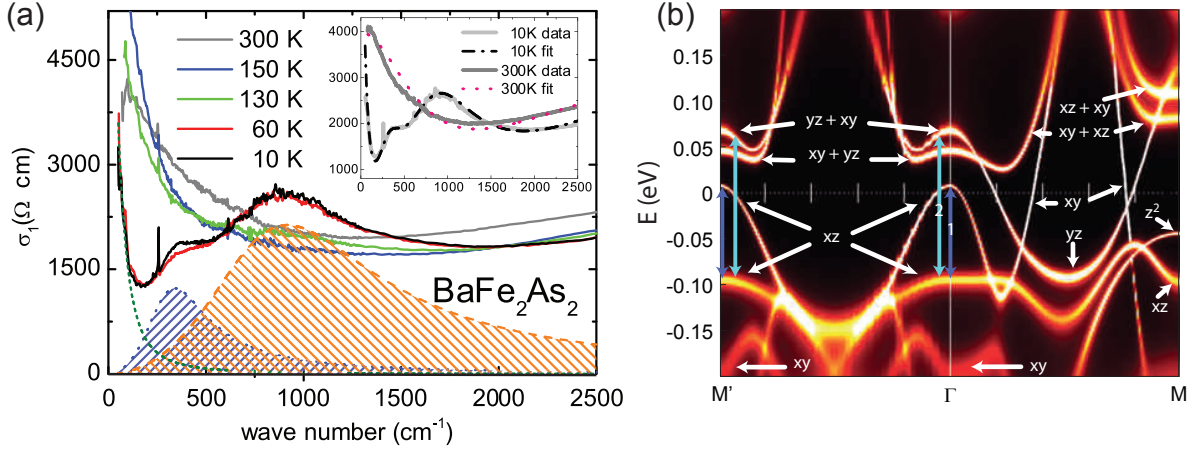 (a)
σ₁(Ω cm)
4500
3000
1500
0
300 K
150 K
130 K
60 K
10 K
4000
3000
2000
1000
0 500 1000 1500 2000 2500
10K data
10K fit
300K data
300K fit
BaFe₂As₂
0 500 1000 1500 2000 2500
wave number (cm⁻¹)
(b)
E (eV)
0.15
0.10
0.05
0
-0.05
-0.10
-0.15
yz + xy
xy + yz
xz + xy
xy + xz
xz
2
1
xy
yz
z²
xz
xy
xy
M'
Γ
M